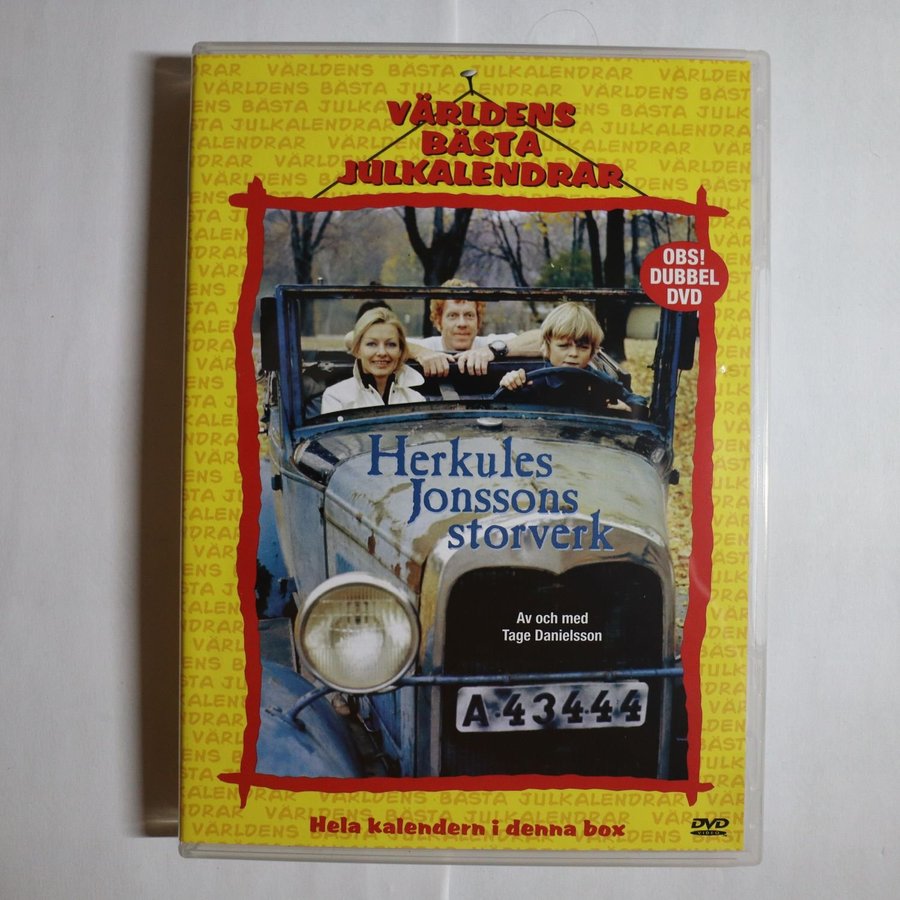 VÄRLDENS
BÄSTA
JULKALENDRAR
OBS!
DUBBEL
DVD
Herkules
Jonssons
storverk
Av och med
Tage Danielsson
A·43444
Hela kalendern i denna box
DVD
VIDEO